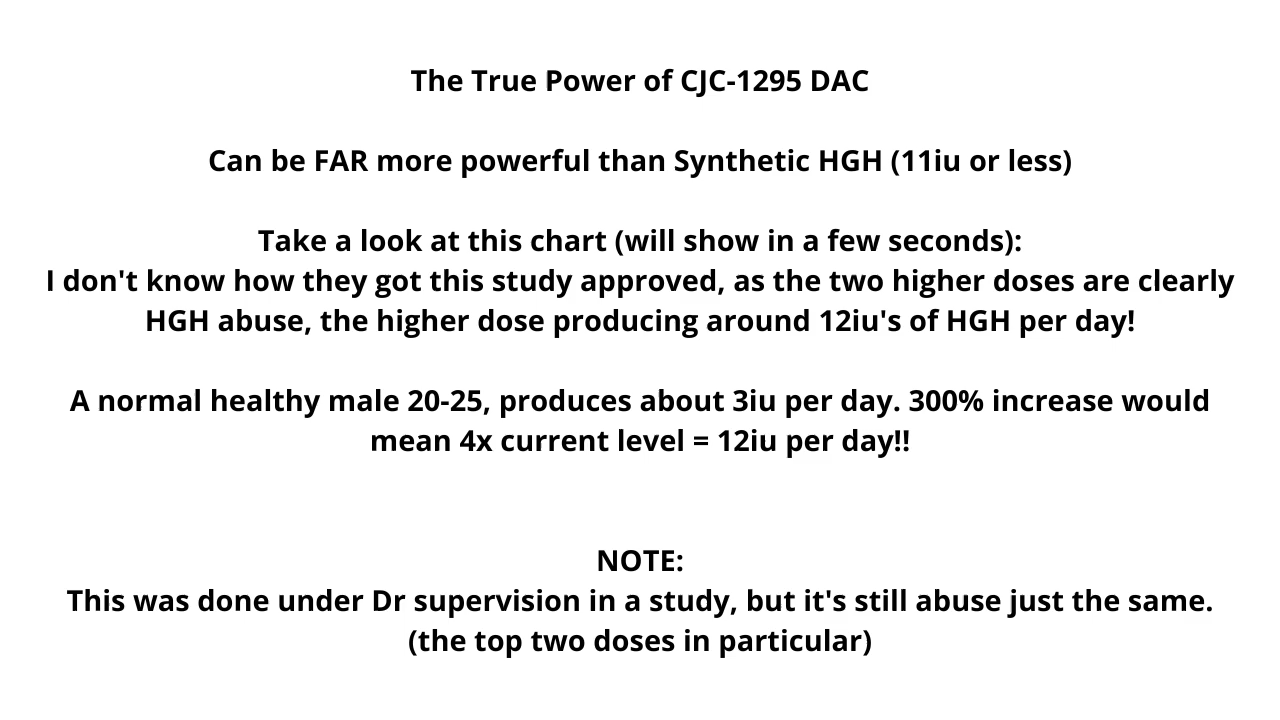 The True Power of CJC-1295 DAC
Can be FAR more powerful than Synthetic HGH (11iu or less)
Take a look at this chart (will show in a few seconds):
I don't know how they got this study approved, as the two higher doses are clearly
HGH abuse, the higher dose producing around 12iu's of HGH per day!
A normal healthy male 20-25, produces about 3iu per day. 300% increase would
mean 4x current level = 12iu per day!!
NOTE:
This was done under Dr supervision in a study, but it's still abuse just the same.
(the top two doses in particular)